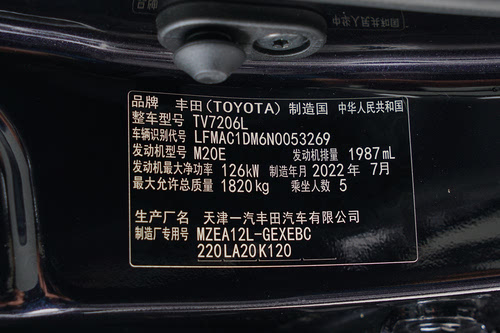 品牌 丰田(TOYOTA) 制造国 中华人民共和国
整车型号 TV7206L
车辆识别代号 LFMAC1DM6N0053269
发动机型号 M20E 发动机排量 1987mL
发动机最大净功率 126kW 制造年月 2022 年 7月
最大允许总质量 1820kg 乘坐人数 5
生产厂名 天津一汽丰田汽车有限公司
制造厂专用号 MZEA12L-GEXEBC
220LA20K120